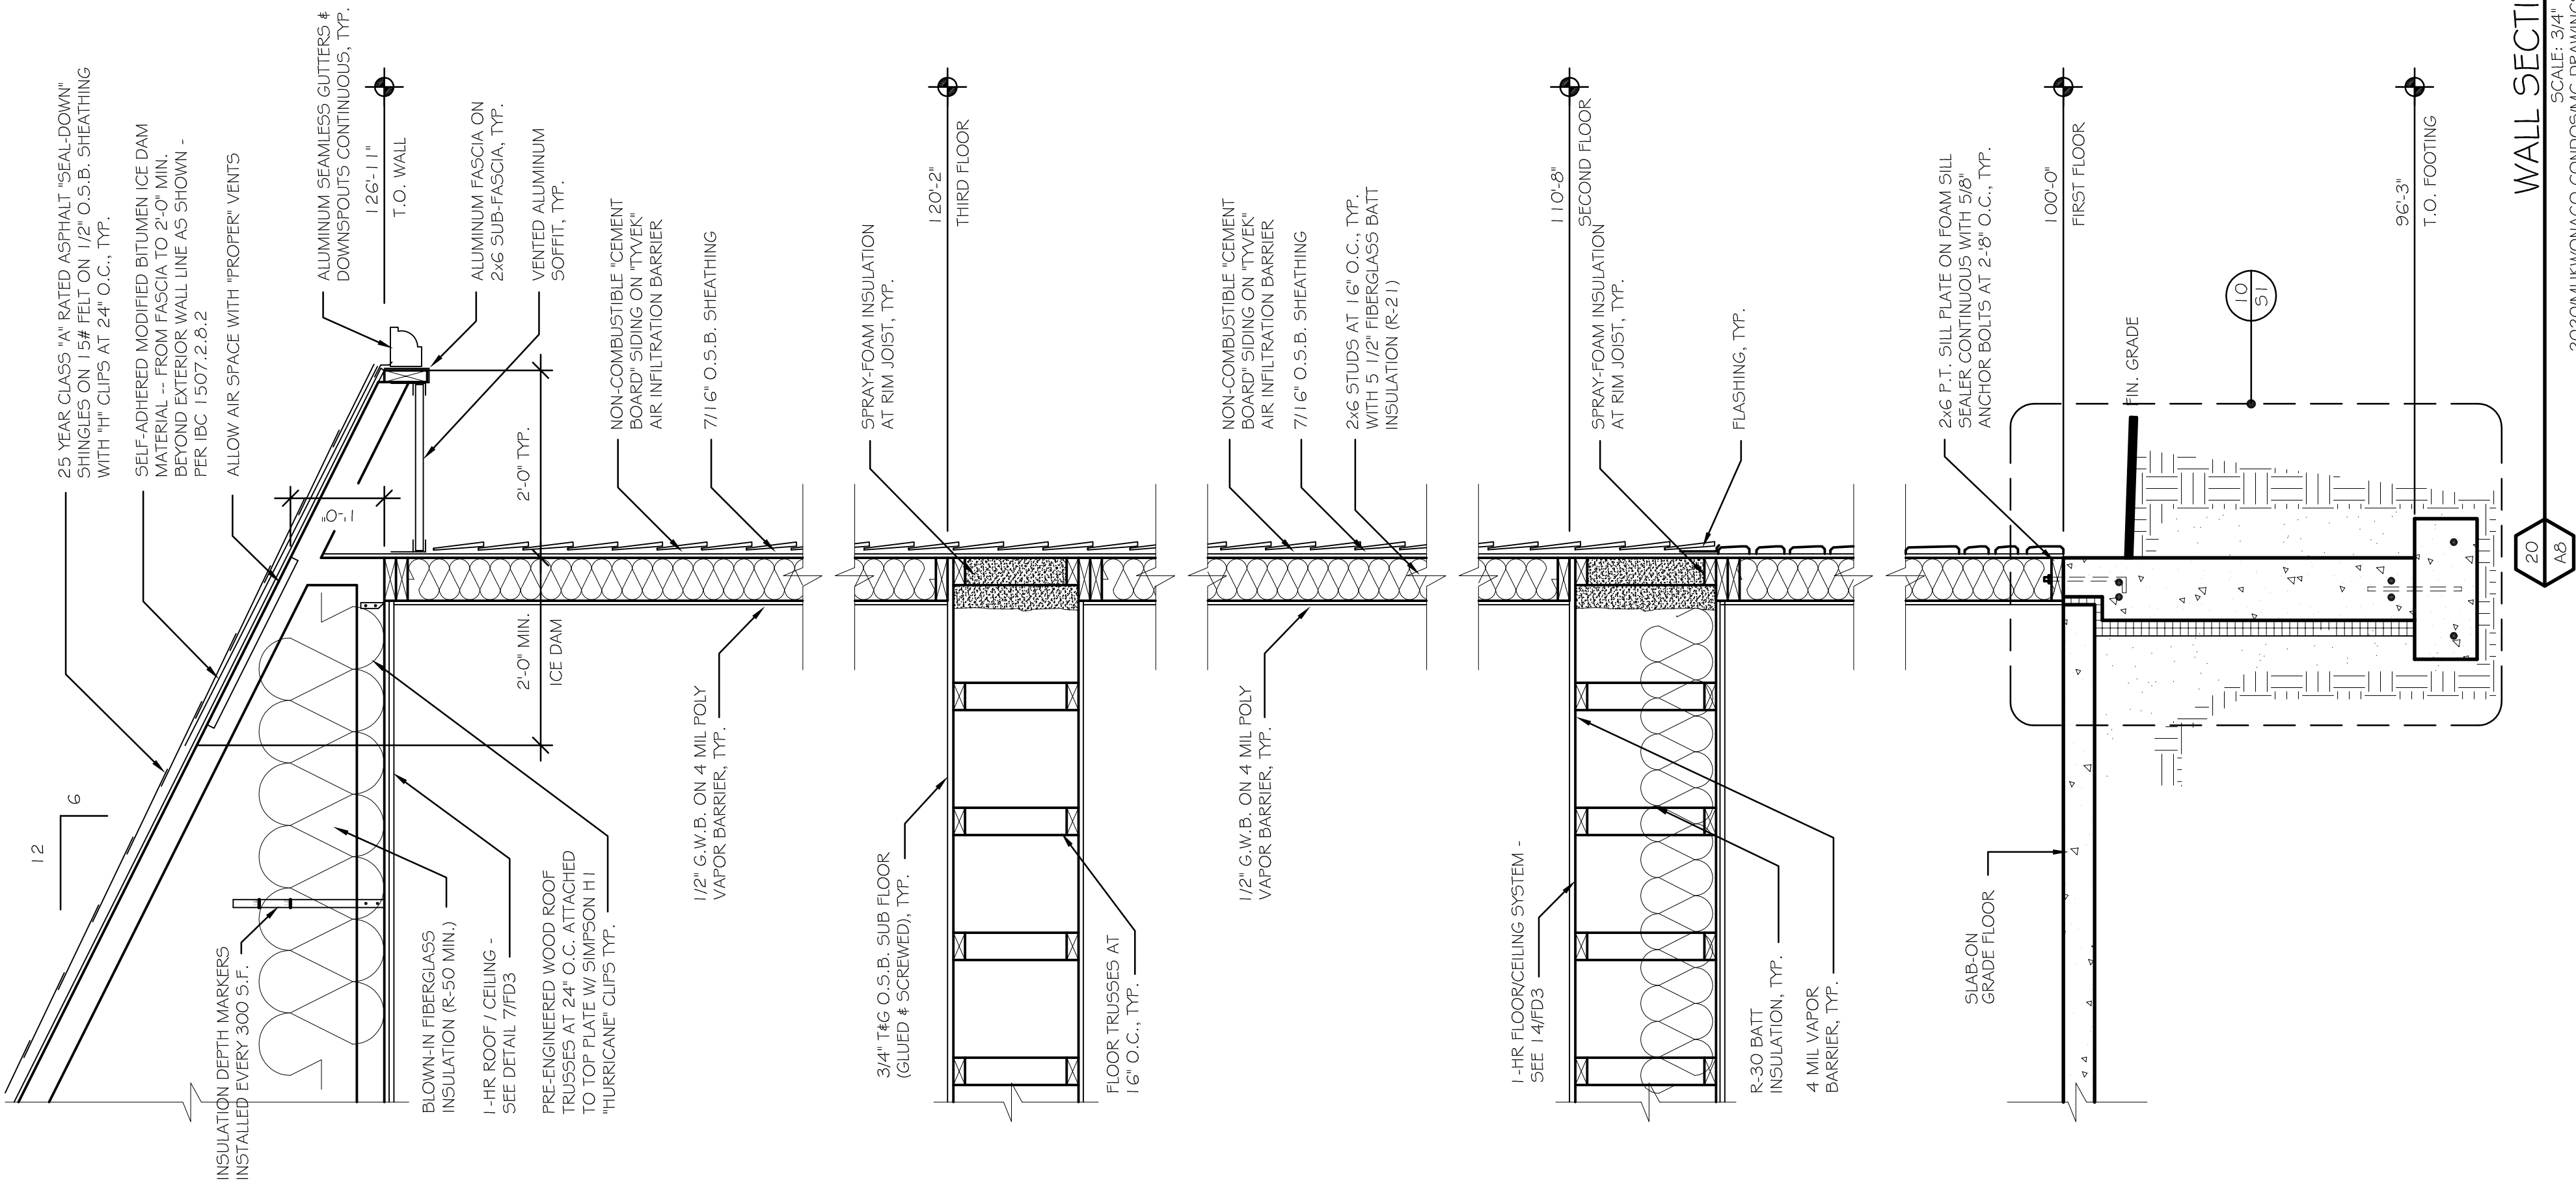 25 YEAR CLASS "A" RATED ASPHALT "SEAL-DOWN"
SHINGLES ON 15# FELT ON 1/2" O.S.B. SHEATHING
WITH "H" CLIPS AT 24" O.C., TYP.
SELF-ADHERED MODIFIED BITUMEN ICE DAM
MATERIAL -- FROM FASCIA TO 2'-0" MIN.
BEYOND EXTERIOR WALL LINE AS SHOWN -
PER IBC 1507.2.8.2
ALLOW AIR SPACE WITH "PROPER" VENTS
ALUMINUM SEAMLESS GUTTERS &
DOWNSPOUTS CONTINUOUS, TYP.
126'-11"
T.O. WALL
ALUMINUM FASCIA ON
2x6 SUB-FASCIA, TYP.
VENTED ALUMINUM
SOFFIT, TYP.
12
6
1'-0"
2'-0" TYP.
2'-0" MIN.
ICE DAM
INSULATION DEPTH MARKERS
INSTALLED EVERY 300 S.F.
BLOWN-IN FIBERGLASS
INSULATION (R-50 MIN.)
1-HR ROOF / CEILING -
SEE DETAIL 7/FD3
PRE-ENGINEERED WOOD ROOF
TRUSSES AT 24" O.C. ATTACHED
TO TOP PLATE W/ SIMPSON H1
"HURRICANE" CLIPS TYP.
NON-COMBUSTIBLE "CEMENT
BOARD" SIDING ON "TYVEK"
AIR INFILTRATION BARRIER
7/16" O.S.B. SHEATHING
1/2" G.W.B. ON 4 MIL POLY
VAPOR BARRIER, TYP.
SPRAY-FOAM INSULATION
AT RIM JOIST, TYP.
120'-2"
THIRD FLOOR
3/4" T&G O.S.B. SUB FLOOR
(GLUED & SCREWED), TYP.
FLOOR TRUSSES AT
16" O.C., TYP.
NON-COMBUSTIBLE "CEMENT
BOARD" SIDING ON "TYVEK"
AIR INFILTRATION BARRIER
7/16" O.S.B. SHEATHING
2x6 STUDS AT 16" O.C., TYP.
WITH 5 1/2" FIBERGLASS BATT
INSULATION (R-21)
1/2" G.W.B. ON 4 MIL POLY
VAPOR BARRIER, TYP.
110'-8"
SECOND FLOOR
SPRAY-FOAM INSULATION
AT RIM JOIST, TYP.
FLASHING, TYP.
1-HR FLOOR/CEILING SYSTEM -
SEE 14/FD3
R-30 BATT
INSULATION, TYP.
4 MIL VAPOR
BARRIER, TYP.
2x6 P.T. SILL PLATE ON FOAM SILL
SEALER CONTINUOUS WITH 5/8"
ANCHOR BOLTS AT 2-'8" O.C., TYP.
100'-0"
FIRST FLOOR
SLAB-ON
GRADE FLOOR
FIN. GRADE
10
S1
96'-3"
T.O. FOOTING
20
A8
WALL SECTI
SCALE: 3/4"